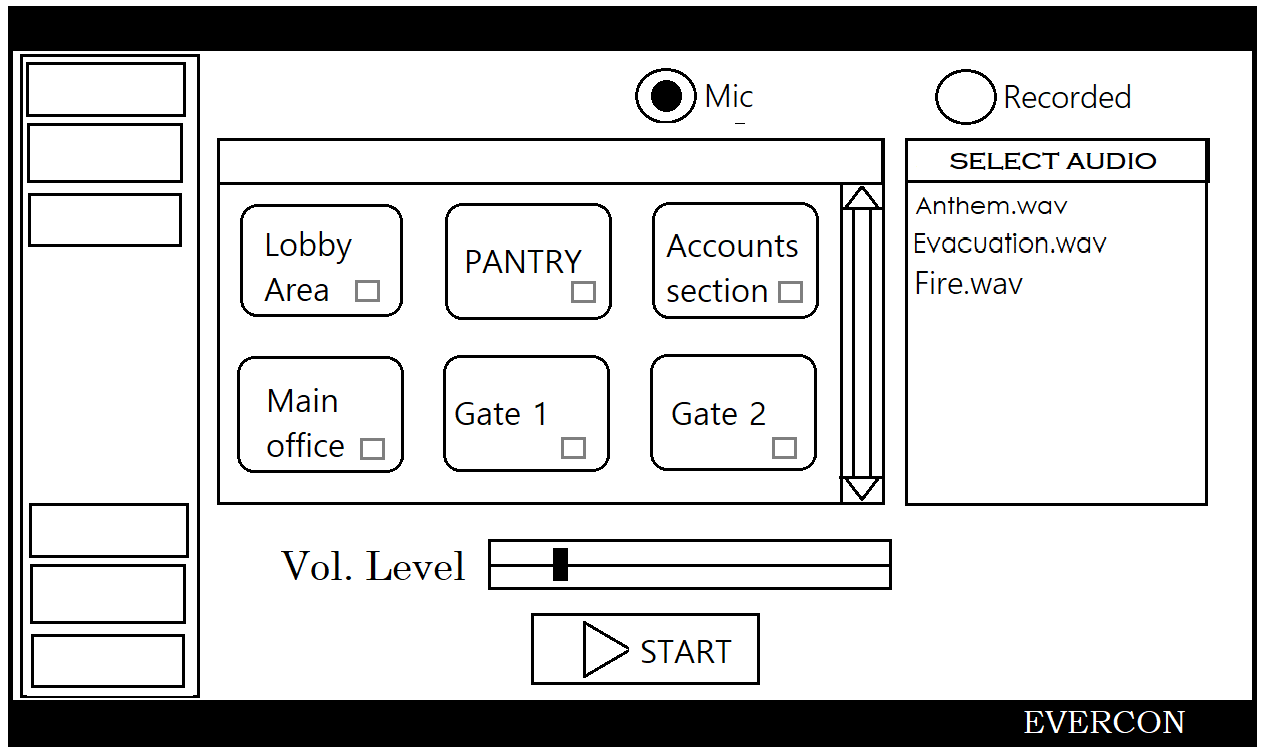 Mic
Recorded
SELECT AUDIO
Anthem.wav
Evacuation.wav
Fire.wav
Lobby
Area
PANTRY
Accounts
section
Main
office
Gate 1
Gate 2
Vol. Level
START
EVERCON